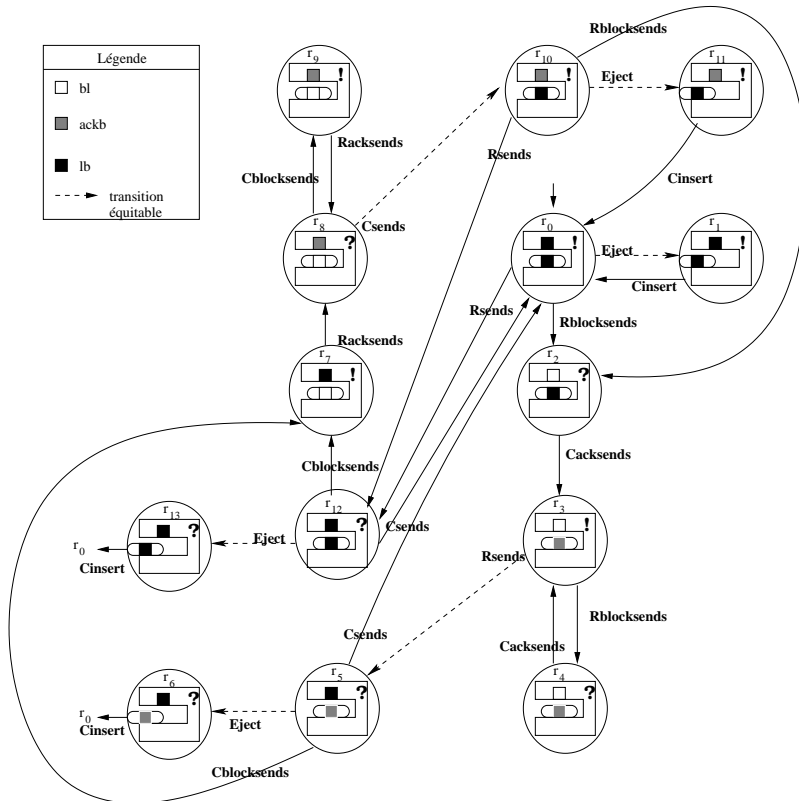 Légende
bl
ackb
lb
transition
équitable
r9
!
Racksends
Cblocksends
r8
?
Csends
Racksends
r7
!
Cblocksends
r10
!
Rblocksends
Eject
r11
!
Rsends
Cinsert
r0
!
Eject
r1
!
Cinsert
Rsends
Rblocksends
r2
?
Cacksends
r12
?
Csends
r13
?
Eject
r0
Cinsert
r3
!
Rsends
Rblocksends
Cacksends
r4
?
Csends
r5
?
r6
?
Eject
r0
Cinsert
Cblocksends